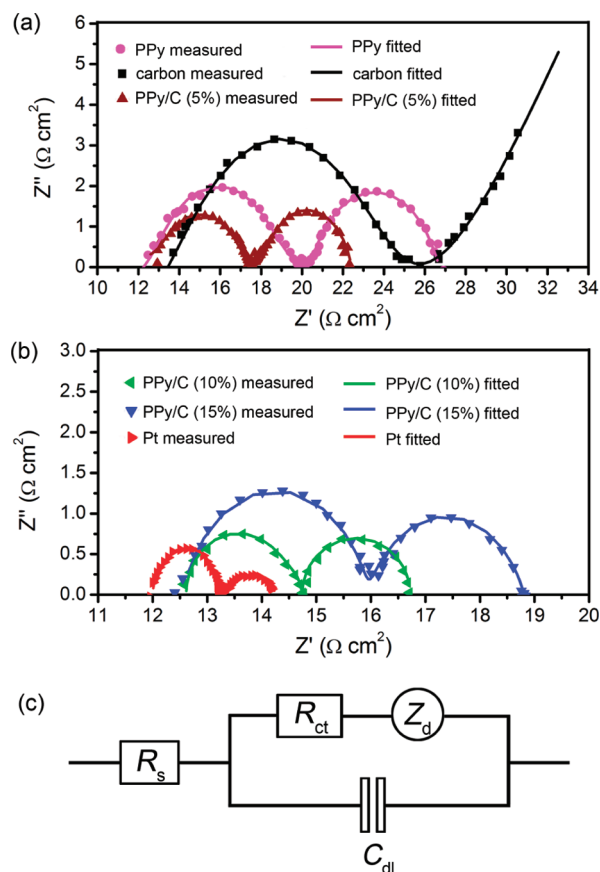 (a)
PPy measured
PPy fitted
carbon measured
carbon fitted
PPy/C (5%) measured
PPy/C (5%) fitted
Z'' (Ω cm²)
6
5
4
3
2
1
0
10 12 14 16 18 20 22 24 26 28 30 32 34
Z' (Ω cm²)
(b)
PPy/C (10%) measured
PPy/C (10%) fitted
PPy/C (15%) measured
PPy/C (15%) fitted
Pt measured
Pt fitted
Z'' (Ω cm²)
3.0
2.5
2.0
1.5
1.0
0.5
0.0
11 12 13 14 15 16 17 18 19 20
Z' (Ω cm²)
(c)
R_ct
Z_d
R_s
C_dl